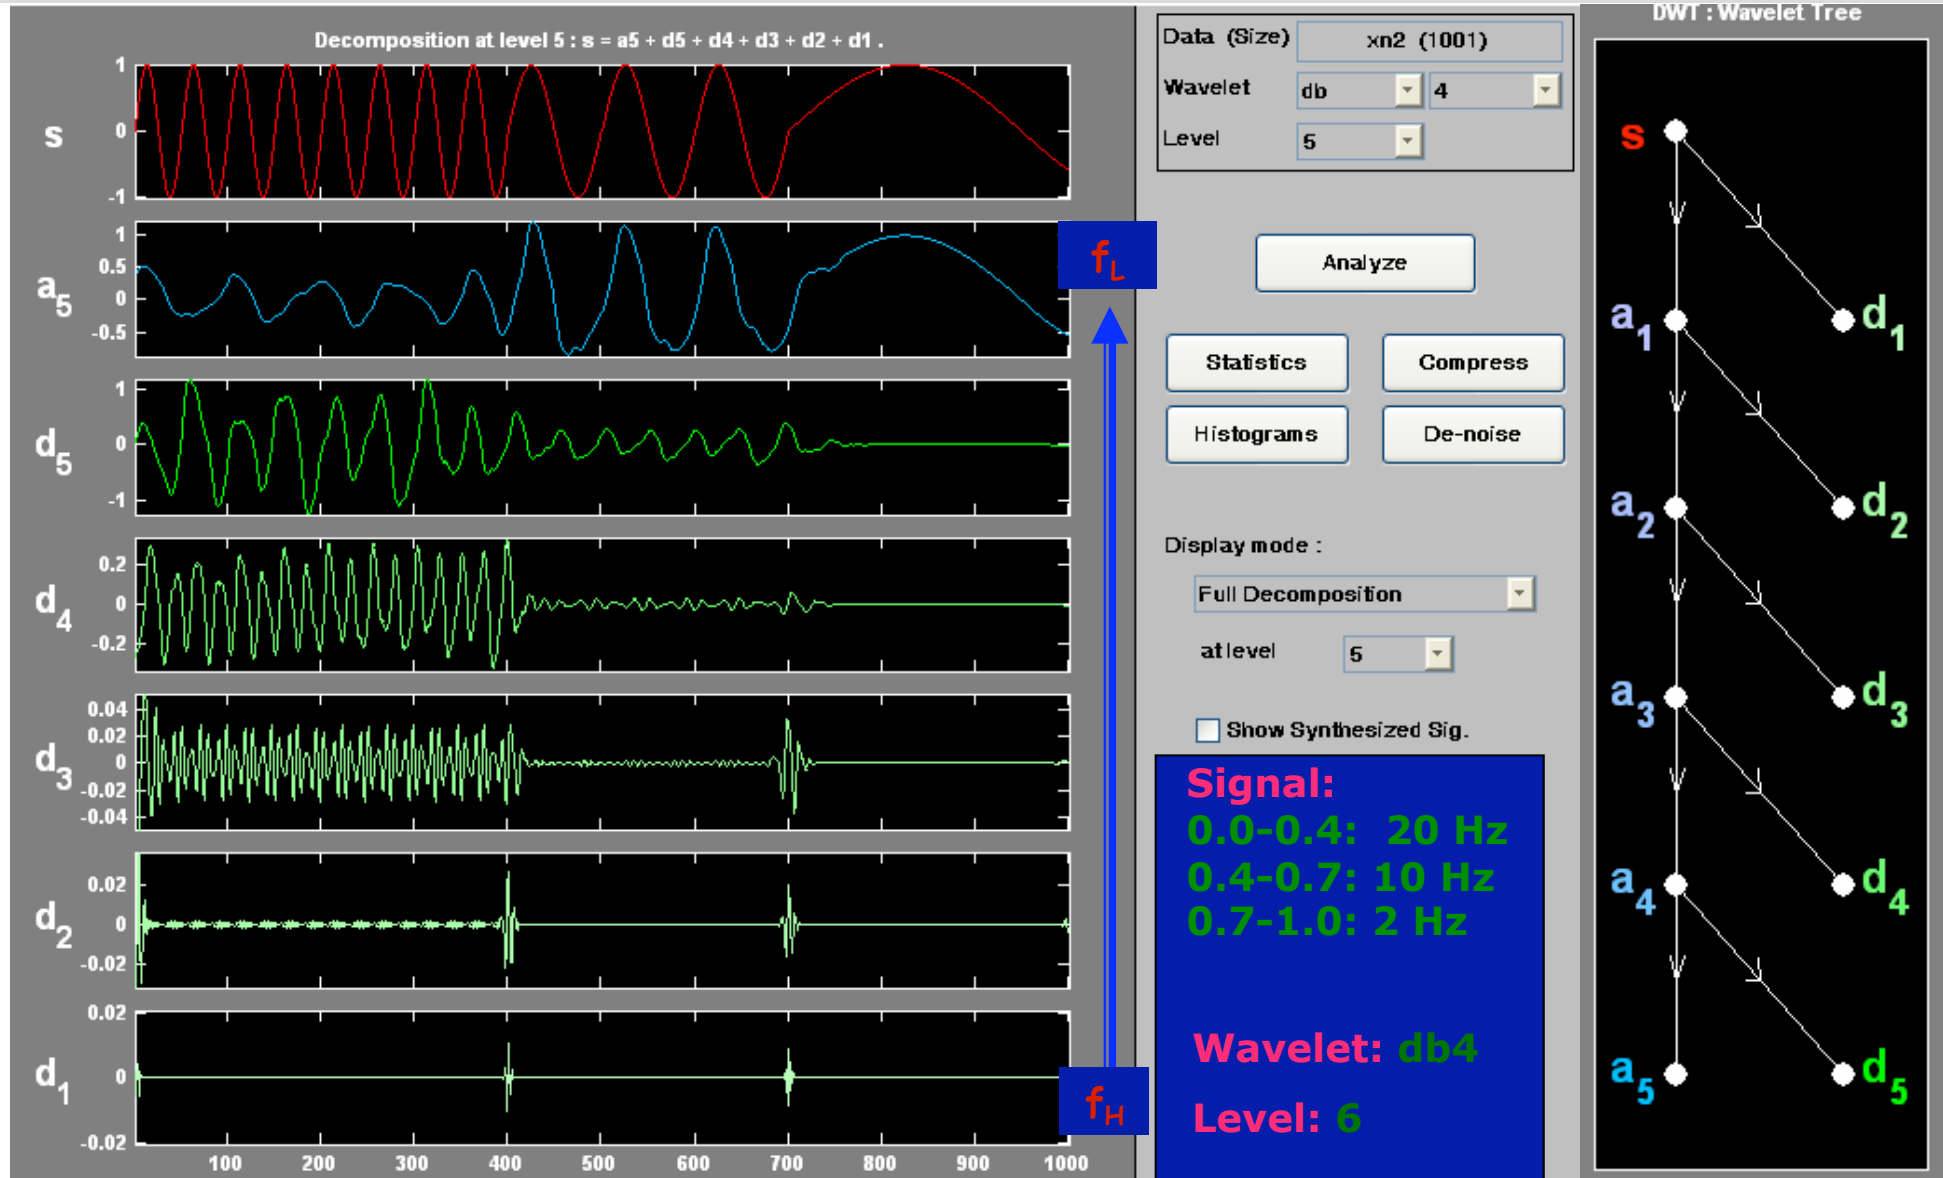 Decomposition at level 5 : s = a5 + d5 + d4 + d3 + d2 + d1 .
s
1
0
-1
a5
1
0.5
0
-0.5
d5
1
0
-1
d4
0.2
0
-0.2
d3
0.04
0.02
0
-0.02
-0.04
d2
0.02
0
-0.02
d1
0.02
0
-0.02
100 200 300 400 500 600 700 800 900 1000
fL
fH
Data (Size) xn2 (1001)
Wavelet db 4
Level 5
Analyze
Statistics Compress
Histograms De-noise
Display mode :
Full Decomposition
at level 5
Show Synthesized Sig.
Signal:
0.0-0.4: 20 Hz
0.4-0.7: 10 Hz
0.7-1.0: 2 Hz
Wavelet: db4
Level: 6
DWT : Wavelet Tree
s
a1 d1
a2 d2
a3 d3
a4 d4
a5 d5